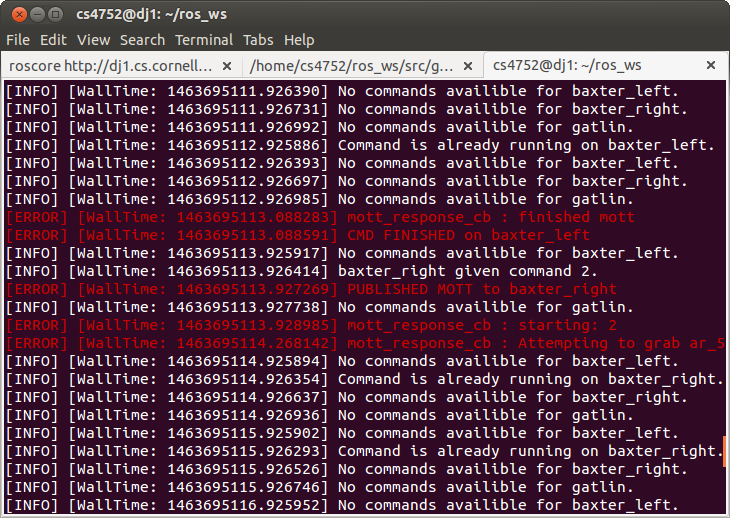 cs4752@dj1: ~/ros_ws
File Edit View Search Terminal Tabs Help
roscore http://dj1.cs.cornell... × /home/cs4752/ros_ws/src/g... × cs4752@dj1: ~/ros_ws ×
[INFO] [WallTime: 1463695111.926390] No commands availible for baxter_left.
[INFO] [WallTime: 1463695111.926731] No commands availible for baxter_right.
[INFO] [WallTime: 1463695111.926992] No commands availible for gatlin.
[INFO] [WallTime: 1463695112.925886] Command is already running on baxter_left.
[INFO] [WallTime: 1463695112.926393] No commands availible for baxter_left.
[INFO] [WallTime: 1463695112.926697] No commands availible for baxter_right.
[INFO] [WallTime: 1463695112.926985] No commands availible for gatlin.
[ERROR] [WallTime: 1463695113.088283] mott_response_cb : finished mott
[ERROR] [WallTime: 1463695113.088591] CMD FINISHED on baxter_left
[INFO] [WallTime: 1463695113.925917] No commands availible for baxter_left.
[INFO] [WallTime: 1463695113.926414] baxter_right given command 2.
[ERROR] [WallTime: 1463695113.927269] PUBLISHED MOTT to baxter_right
[INFO] [WallTime: 1463695113.927738] No commands availible for gatlin.
[ERROR] [WallTime: 1463695113.928985] mott_response_cb : starting: 2
[ERROR] [WallTime: 1463695114.268142] mott_response_cb : Attempting to grab ar_5
[INFO] [WallTime: 1463695114.925894] No commands availible for baxter_left.
[INFO] [WallTime: 1463695114.926354] Command is already running on baxter_right.
[INFO] [WallTime: 1463695114.926637] No commands availible for baxter_right.
[INFO] [WallTime: 1463695114.926936] No commands availible for gatlin.
[INFO] [WallTime: 1463695115.925902] No commands availible for baxter_left.
[INFO] [WallTime: 1463695115.926293] Command is already running on baxter_right.
[INFO] [WallTime: 1463695115.926526] No commands availible for baxter_right.
[INFO] [WallTime: 1463695115.926746] No commands availible for gatlin.
[INFO] [WallTime: 1463695116.925952] No commands availible for baxter_left.